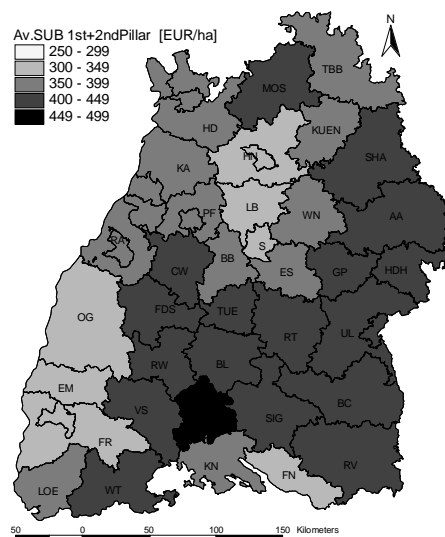 Av.SUB 1st+2ndPillar [EUR/ha]
250 - 299
300 - 349
350 - 399
400 - 449
449 - 499
N
TBB
MOS
HD
KUEN
HN
SHA
KA
LB
PF
WN
AA
RA
S
CW
BB
ES
GP
HDH
OG
FDS
TUE
RT
UL
RW
BL
EM
VS
SIG
BC
FR
KN
FN
RV
LOE
WT
50 0 50 100 150 Kilometers